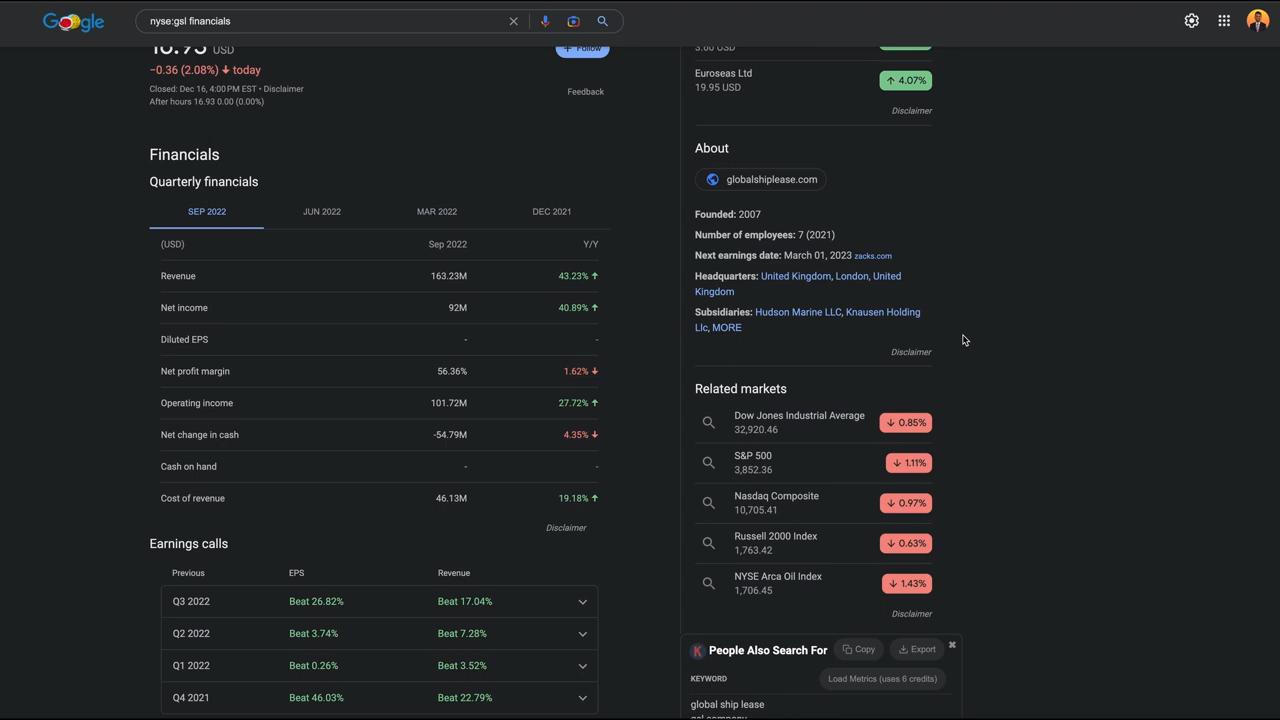 Google
nyse:gsl financials
16.95 USD
−0.36 (2.08%) ↓ today
Closed: Dec 16, 4:00 PM EST • Disclaimer
After hours 16.93 0.00 (0.00%)
+ Follow
Feedback
Financials
Quarterly financials
SEP 2022 JUN 2022 MAR 2022 DEC 2021
(USD) Sep 2022 Y/Y
Revenue 163.23M 43.23% ↑
Net income 92M 40.89% ↑
Diluted EPS - -
Net profit margin 56.36% 1.62% ↓
Operating income 101.72M 27.72% ↑
Net change in cash -54.79M 4.35% ↓
Cash on hand - -
Cost of revenue 46.13M 19.18% ↑
Disclaimer
Earnings calls
Previous EPS Revenue
Q3 2022 Beat 26.82% Beat 17.04%
Q2 2022 Beat 3.74% Beat 7.28%
Q1 2022 Beat 0.26% Beat 3.52%
Q4 2021 Beat 46.03% Beat 22.79%
3.60 USD
Euroseas Ltd
19.95 USD
↑ 4.07%
Disclaimer
About
globalshiplease.com
Founded: 2007
Number of employees: 7 (2021)
Next earnings date: March 01, 2023 zacks.com
Headquarters: United Kingdom, London, United
Kingdom
Subsidiaries: Hudson Marine LLC, Knausen Holding
Llc, MORE
Disclaimer
Related markets
Dow Jones Industrial Average
32,920.46
↓ 0.85%
S&P 500
3,852.36
↓ 1.11%
Nasdaq Composite
10,705.41
↓ 0.97%
Russell 2000 Index
1,763.42
↓ 0.63%
NYSE Arca Oil Index
1,706.45
↓ 1.43%
Disclaimer
K People Also Search For Copy Export
KEYWORD Load Metrics (uses 6 credits)
global ship lease
gsl company